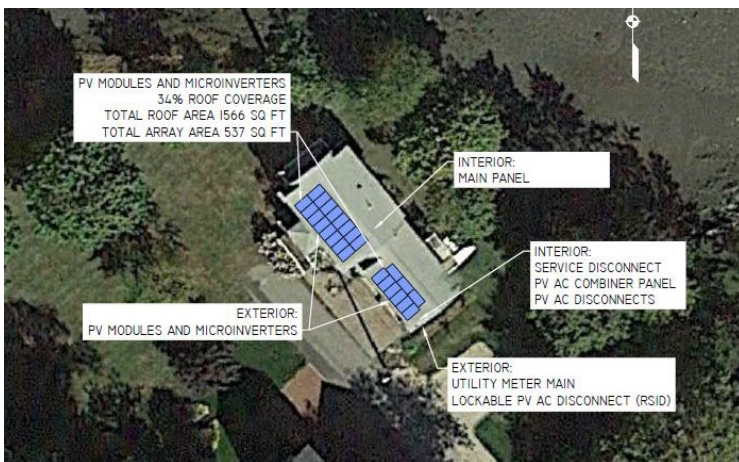 PV MODULES AND MICROINVERTERS
34% ROOF COVERAGE
TOTAL ROOF AREA 1566 SQ FT
TOTAL ARRAY AREA 537 SQ FT
INTERIOR:
MAIN PANEL
INTERIOR:
SERVICE DISCONNECT
PV AC COMBINER PANEL
PV AC DISCONNECTS
EXTERIOR:
PV MODULES AND MICROINVERTERS
EXTERIOR:
UTILITY METER MAIN
LOCKABLE PV AC DISCONNECT (RSID)